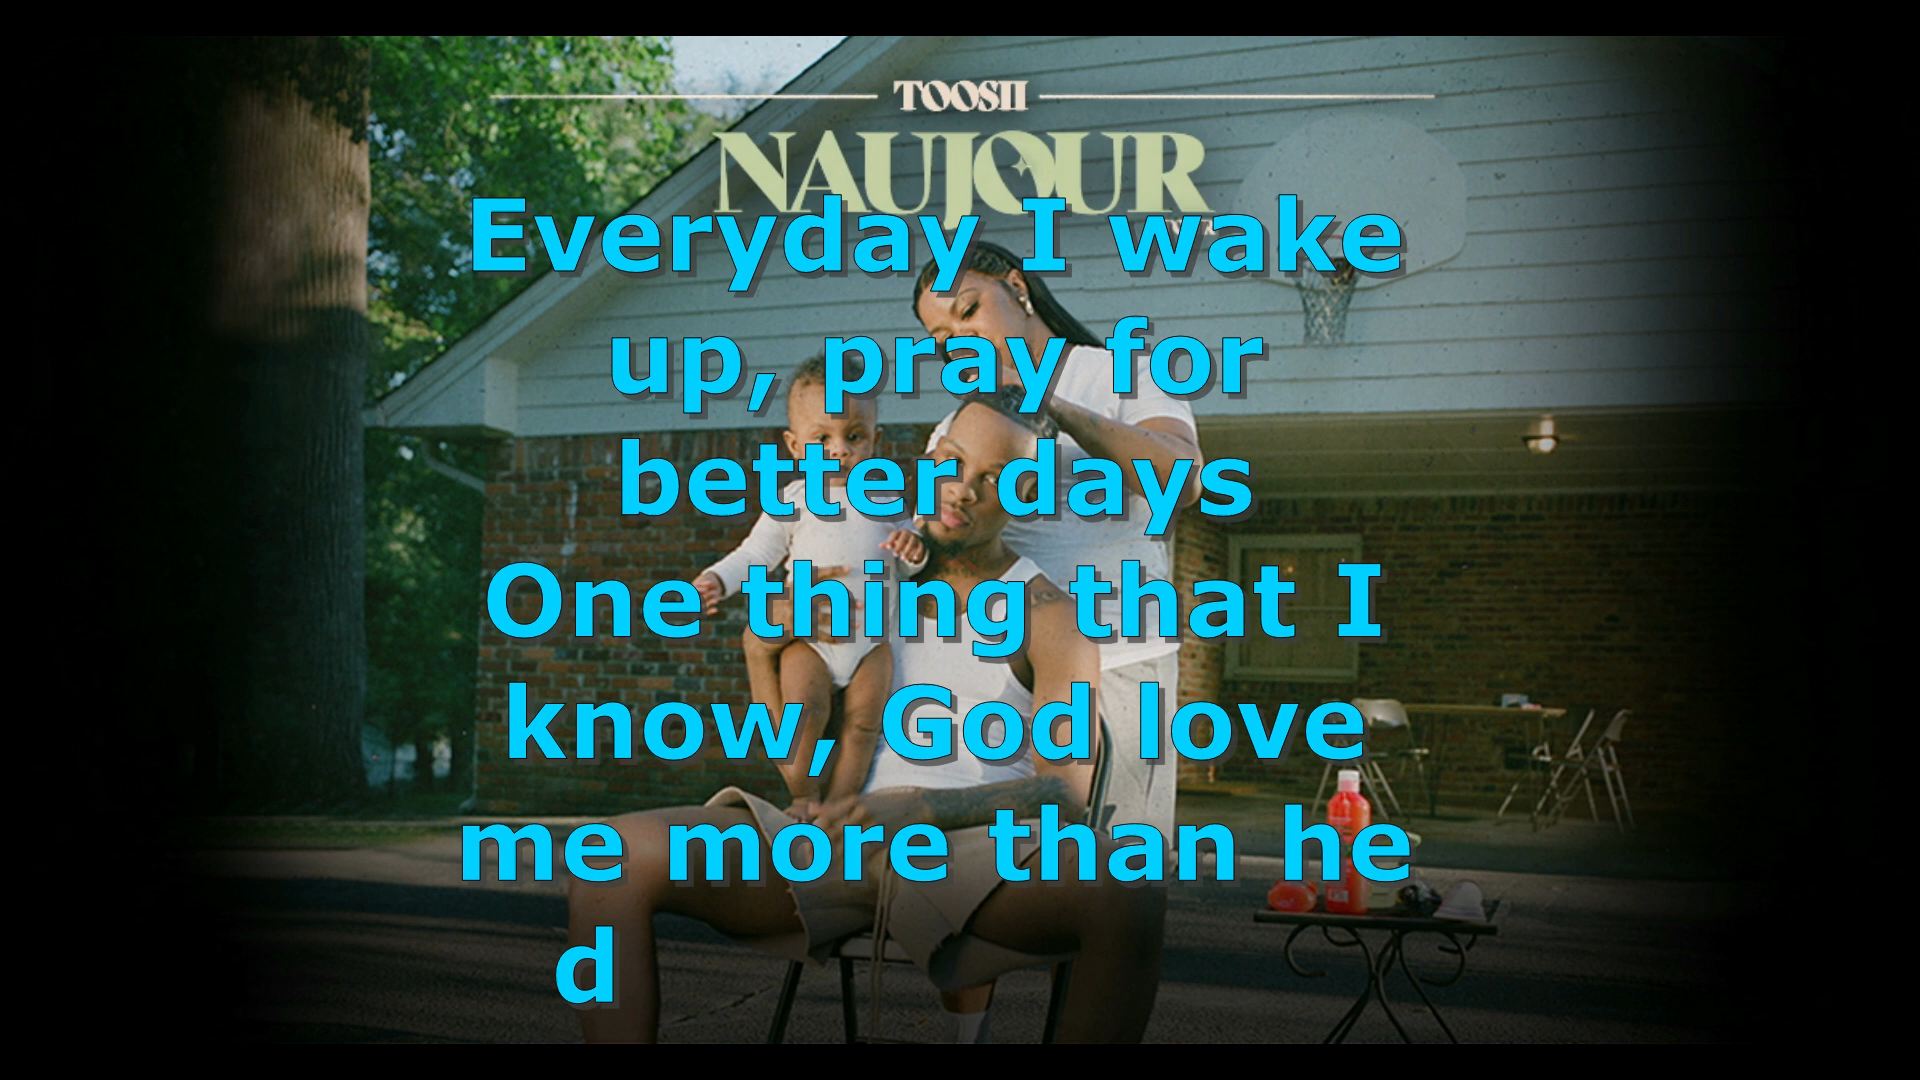 TOOSII
NAUJOUR
Everyday I wake
up, pray for
better days
One thing that I
know, God love
me more than he
d